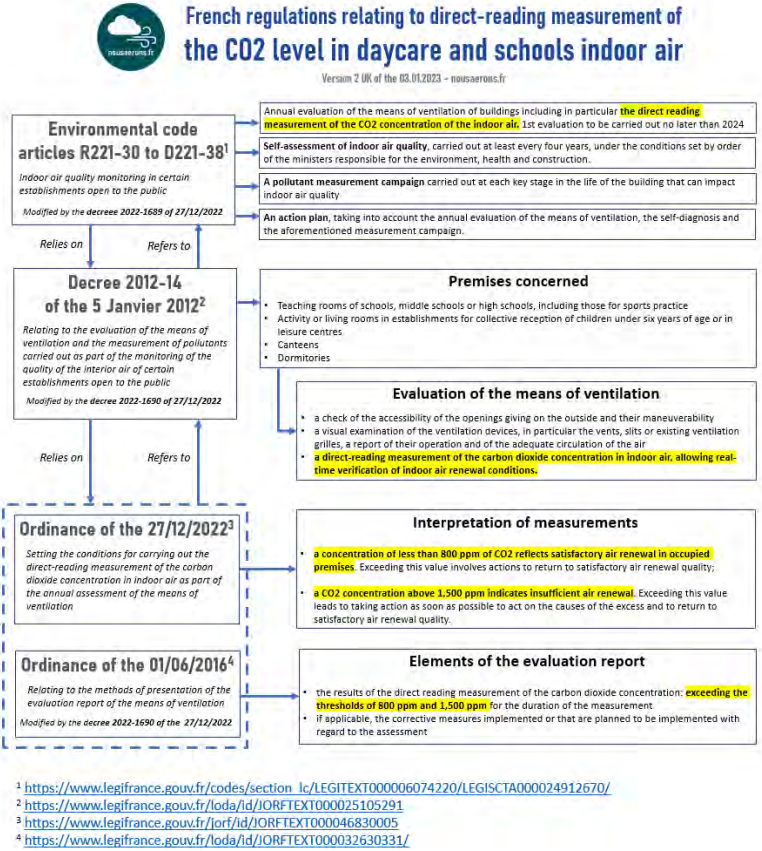 nousaerons.fr
French regulations relating to direct-reading measurement of
the CO2 level in daycare and schools indoor air
Version 2 UK of the 03.01.2023 – nousaerons.fr
Environmental code
articles R221-30 to D221-38¹
Indoor air quality monitoring in certain
establishments open to the public
Modified by the decreee 2022-1689 of 27/12/2022
Annual evaluation of the means of ventilation of buildings including in particular the direct reading
measurement of the CO2 concentration of the indoor air. 1st evaluation to be carried out no later than 2024
Self-assessment of indoor air quality, carried out at least every four years, under the conditions set by order
of the ministers responsible for the environment, health and construction.
A pollutant measurement campaign carried out at each key stage in the life of the building that can impact
indoor air quality
An action plan, taking into account the annual evaluation of the means of ventilation, the self-diagnosis and
the aforementioned measurement campaign.
Relies on
Refers to
Decree 2012-14
of the 5 Janvier 2012²
Relating to the evaluation of the means of
ventilation and the measurement of pollutants
carried out as part of the monitoring of the
quality of the interior air of certain
establishments open to the public
Modified by the decree 2022-1690 of 27/12/2022
Premises concerned
• Teaching rooms of schools, middle schools or high schools, including those for sports practice
• Activity or living rooms in establishments for collective reception of children under six years of age or in
leisure centres
• Canteens
• Dormitories
Evaluation of the means of ventilation
• a check of the accessibility of the openings giving on the outside and their maneuverability
• a visual examination of the ventilation devices, in particular the vents, slits or existing ventilation
grilles, a report of their operation and of the adequate circulation of the air
• a direct-reading measurement of the carbon dioxide concentration in indoor air, allowing real-
time verification of indoor air renewal conditions.
Relies on
Refers to
Ordinance of the 27/12/2022³
Setting the conditions for carrying out the
direct-reading measurement of the carbon
dioxide concentration in indoor air as part of
the annual assessment of the means of
ventilation
Interpretation of measurements
• a concentration of less than 800 ppm of CO2 reflects satisfactory air renewal in occupied
premises. Exceeding this value involves actions to return to satisfactory air renewal quality;
• a CO2 concentration above 1,500 ppm indicates insufficient air renewal. Exceeding this value
leads to taking action as soon as possible to act on the causes of the excess and to return to
satisfactory air renewal quality.
Ordinance of the 01/06/2016⁴
Relating to the methods of presentation of the
evaluation report of the means of ventilation
Modified by the decree 2022-1690 of the 27/12/2022
Elements of the evaluation report
• the results of the direct reading measurement of the carbon dioxide concentration: exceeding the
thresholds of 800 ppm and 1,500 ppm for the duration of the measurement
• if applicable, the corrective measures implemented or that are planned to be implemented with
regard to the assessment
¹ https://www.legifrance.gouv.fr/codes/section_lc/LEGITEXT000006074220/LEGISCTA000024912670/
² https://www.legifrance.gouv.fr/loda/id/JORFTEXT000025105291
³ https://www.legifrance.gouv.fr/jorf/id/JORFTEXT000046830005
⁴ https://www.legifrance.gouv.fr/loda/id/JORFTEXT000032630331/